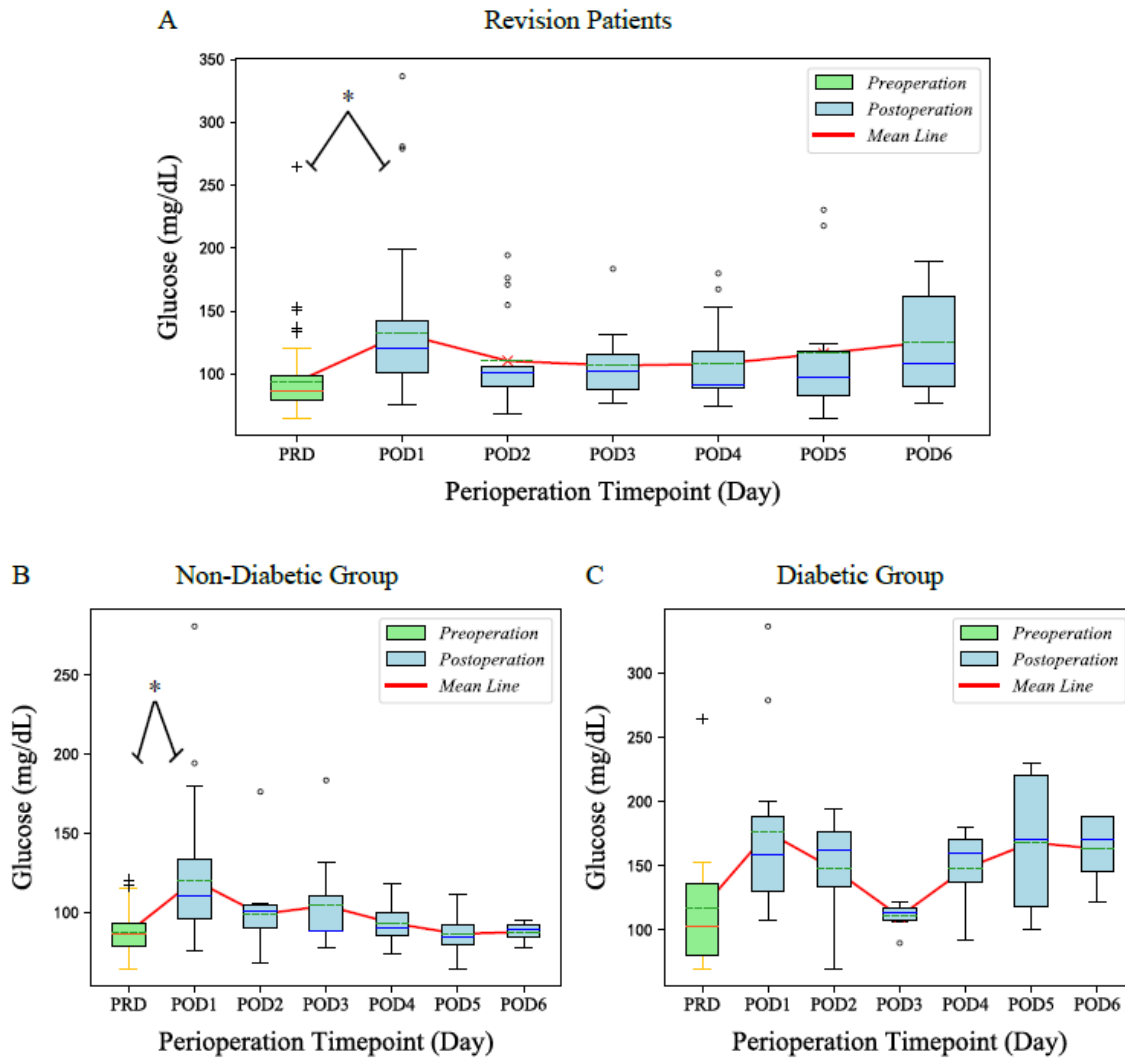 A Revision Patients
350
300
250
200
150
100
Glucose (mg/dL)
*
Preoperation
Postoperation
Mean Line
PRD POD1 POD2 POD3 POD4 POD5 POD6
Perioperation Timepoint (Day)
B Non-Diabetic Group
250
200
150
100
Glucose (mg/dL)
*
Preoperation
Postoperation
Mean Line
PRD POD1 POD2 POD3 POD4 POD5 POD6
Perioperation Timepoint (Day)
C Diabetic Group
300
250
200
150
100
Glucose (mg/dL)
Preoperation
Postoperation
Mean Line
PRD POD1 POD2 POD3 POD4 POD5 POD6
Perioperation Timepoint (Day)